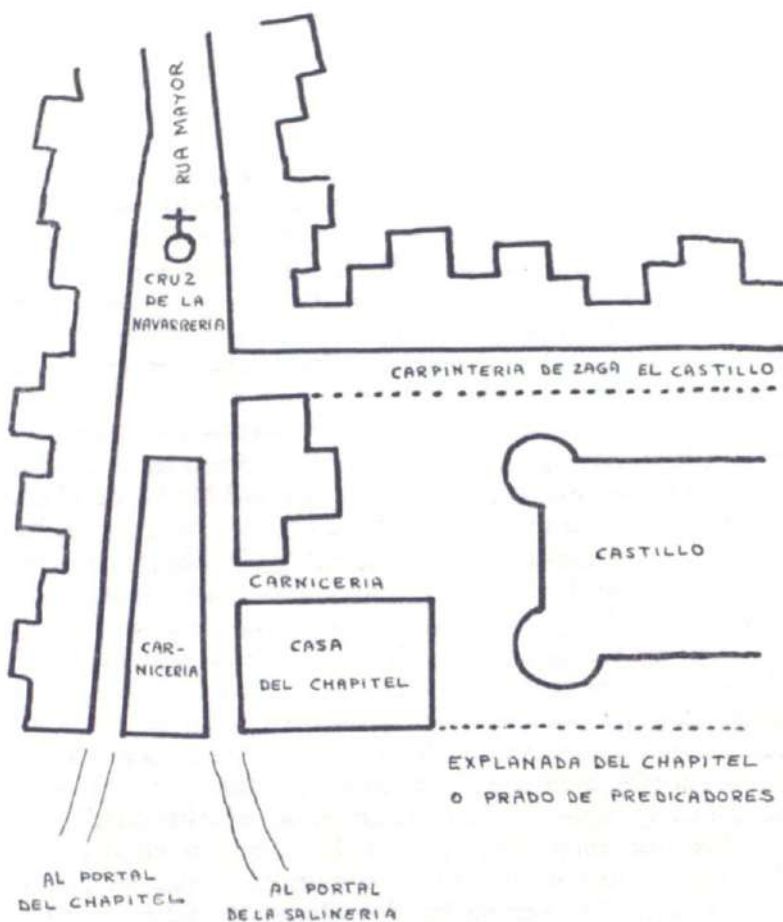 RUA MAYOR
CRUZ
DE LA
NAVARRERIA
CARPINTERIA DE ZAGA EL CASTILLO
CASTILLO
CARNICERIA
CAR-
NICERIA
CASA
DEL CHAPITEL
EXPLANADA DEL CHAPITEL
O PRADO DE PREDICADORES
AL PORTAL
DEL CHAPITEL
AL PORTAL
DE LA SALINERIA